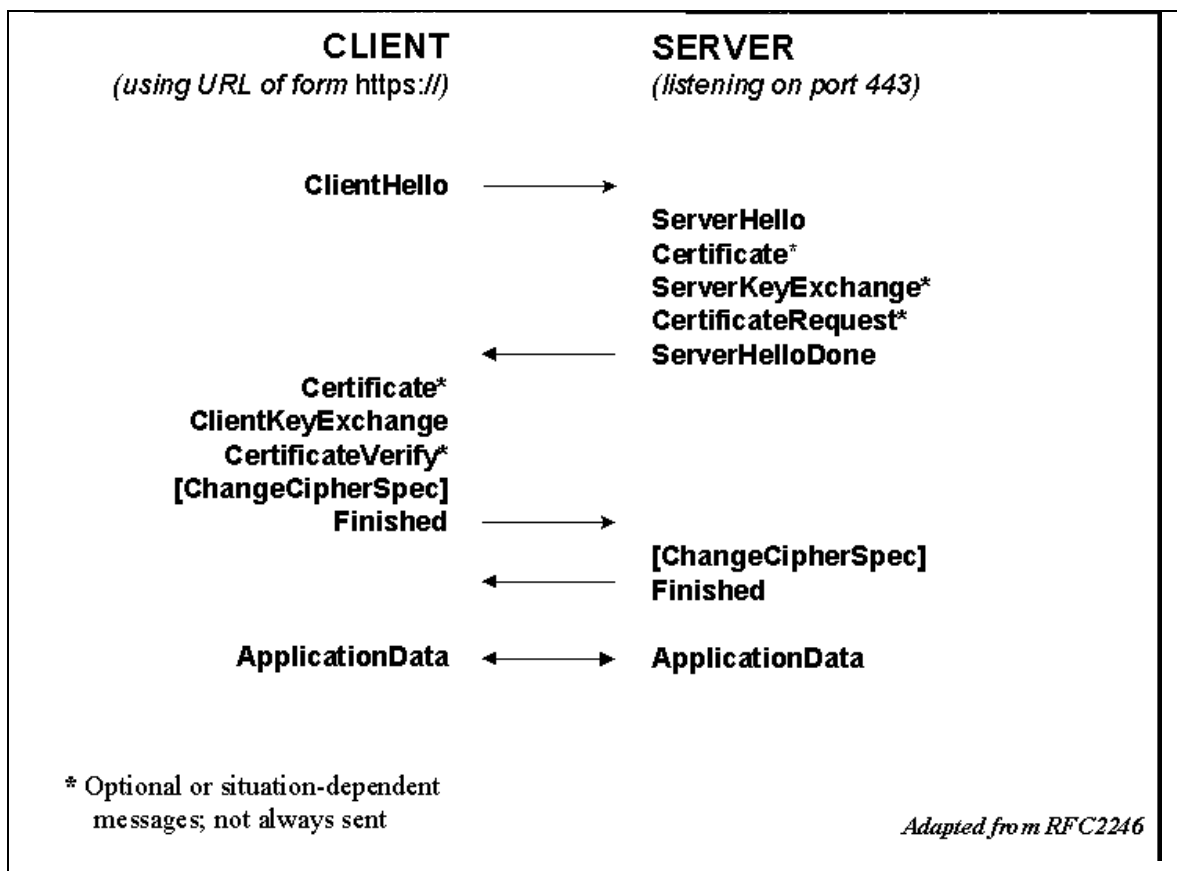 CLIENT
(using URL of form https://)
SERVER
(listening on port 443)
ClientHello
ServerHello
Certificate*
ServerKeyExchange*
CertificateRequest*
ServerHelloDone
Certificate*
ClientKeyExchange
CertificateVerify*
[ChangeCipherSpec]
Finished
[ChangeCipherSpec]
Finished
ApplicationData
ApplicationData
* Optional or situation-dependent
messages; not always sent
Adapted from RFC2246